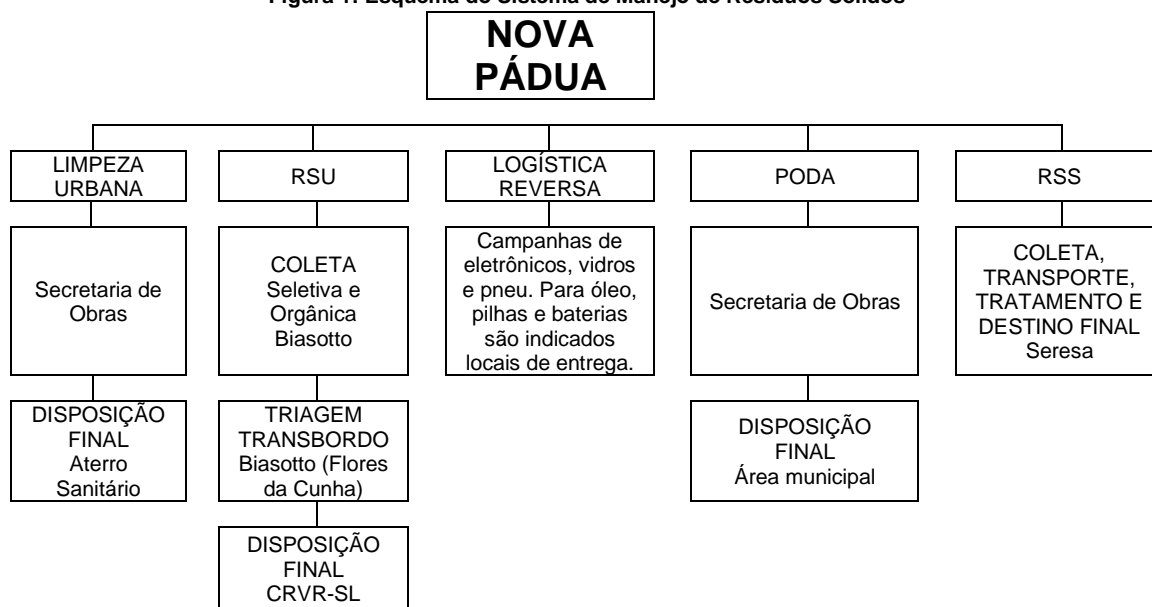 Figura 1: Esquema do Sistema de Manejo de Resíduos Sólidos
NOVA
PÁDUA
LIMPEZA
URBANA
RSU
LOGÍSTICA
REVERSA
PODA
RSS
Secretaria de
Obras
COLETA
Seletiva e
Orgânica
Biasotto
Campanhas de
eletrônicos, vidros
e pneu. Para óleo,
pilhas e baterias
são indicados
locais de entrega.
Secretaria de Obras
COLETA,
TRANSPORTE,
TRATAMENTO E
DESTINO FINAL
Seresa
DISPOSIÇÃO
FINAL
Aterro
Sanitário
TRIAGEM
TRANSBORDO
Biasotto (Flores
da Cunha)
DISPOSIÇÃO
FINAL
Área municipal
DISPOSIÇÃO
FINAL
CRVR-SL